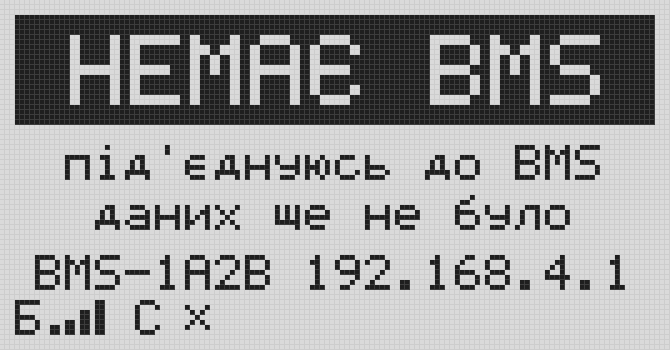 НЕМАЄ BMS
під'єднуюсь до BMS
даних ще не було
BMS-1A2B 192.168.4.1
Б С x